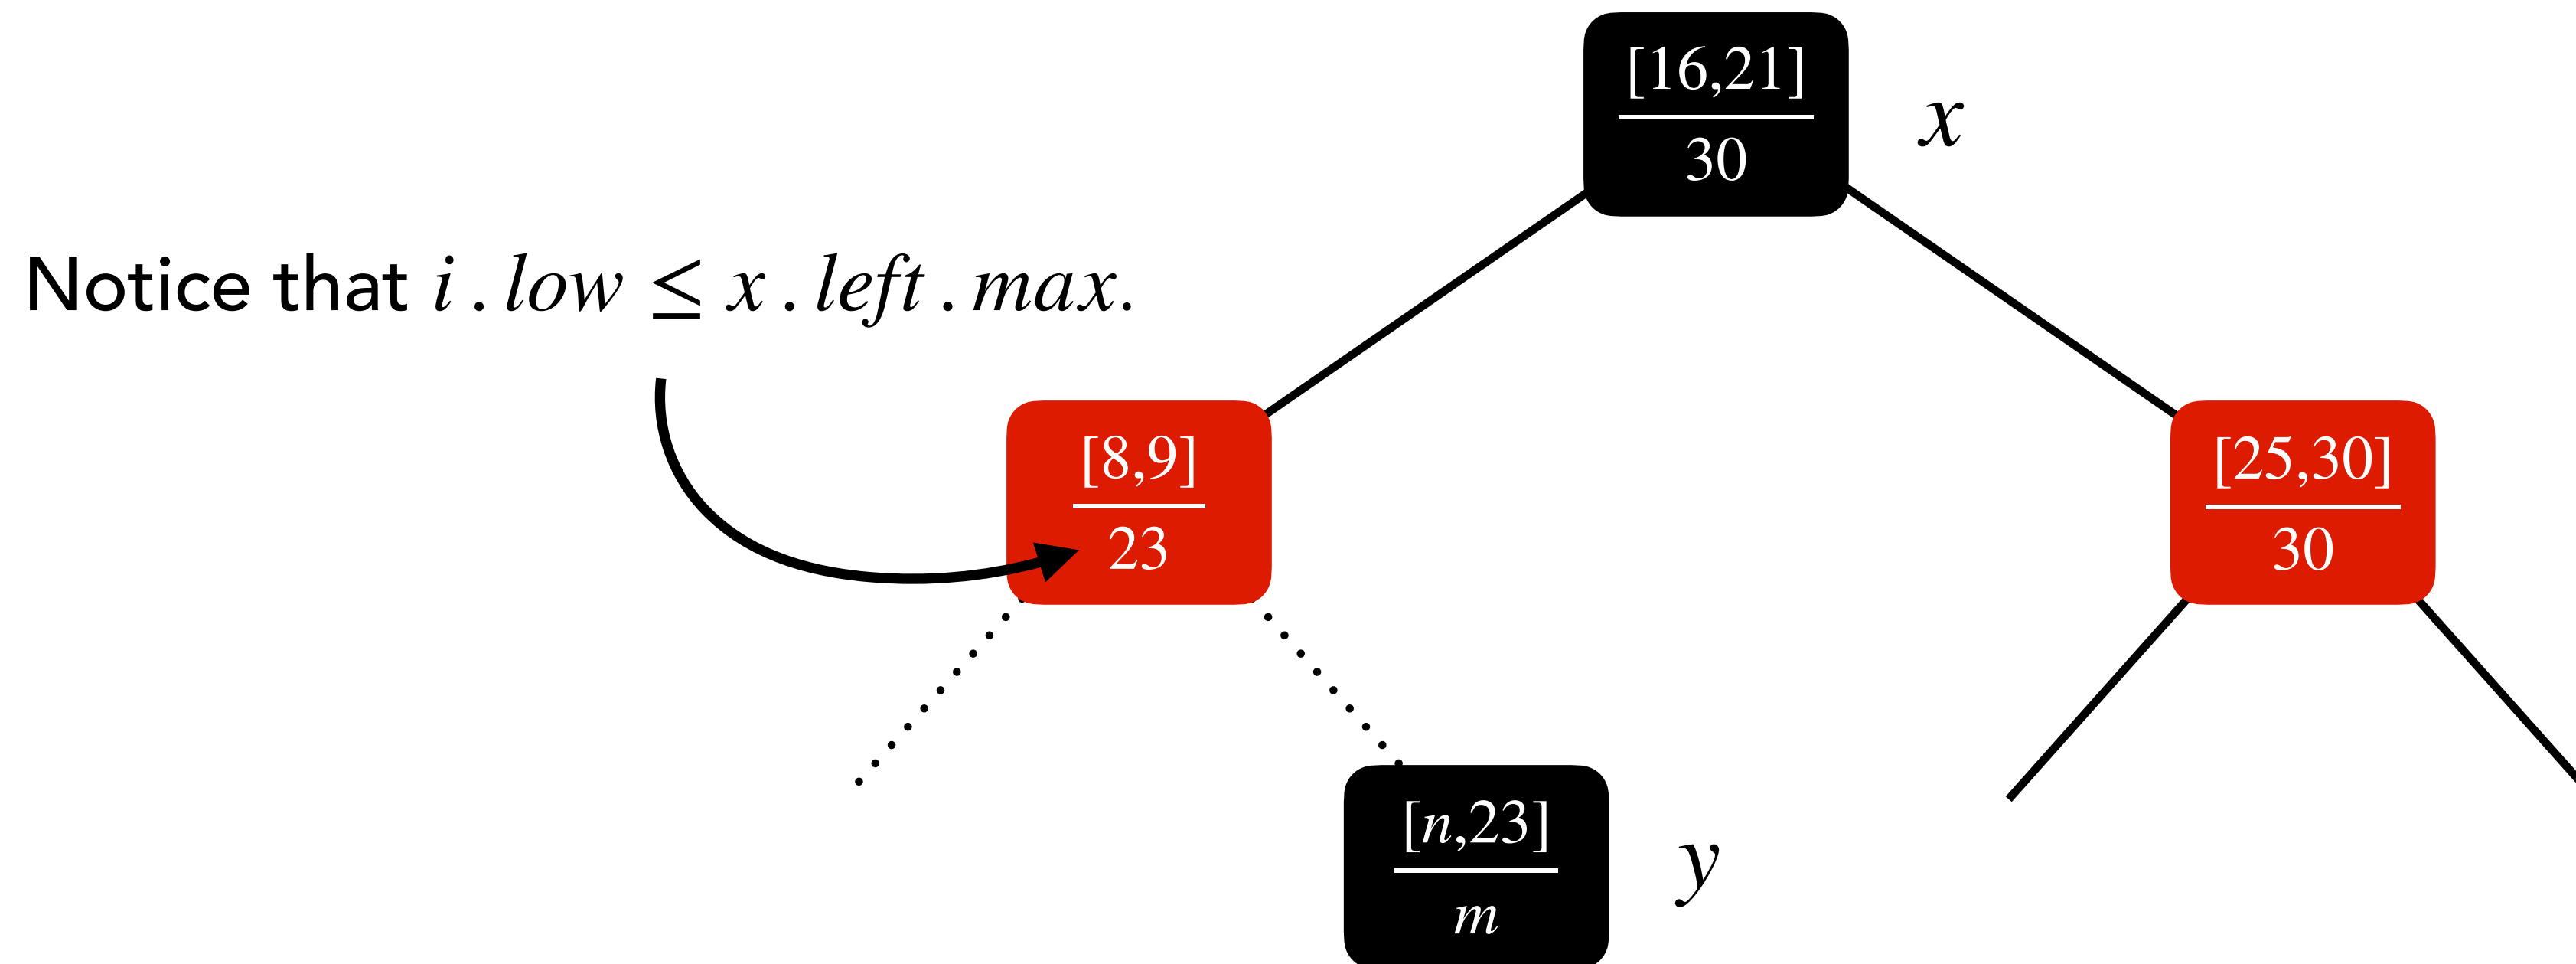 [16,21]
30
x
Notice that i . low ≤ x . left . max.
[8,9]
23
[25,30]
30
[n,23]
m
y